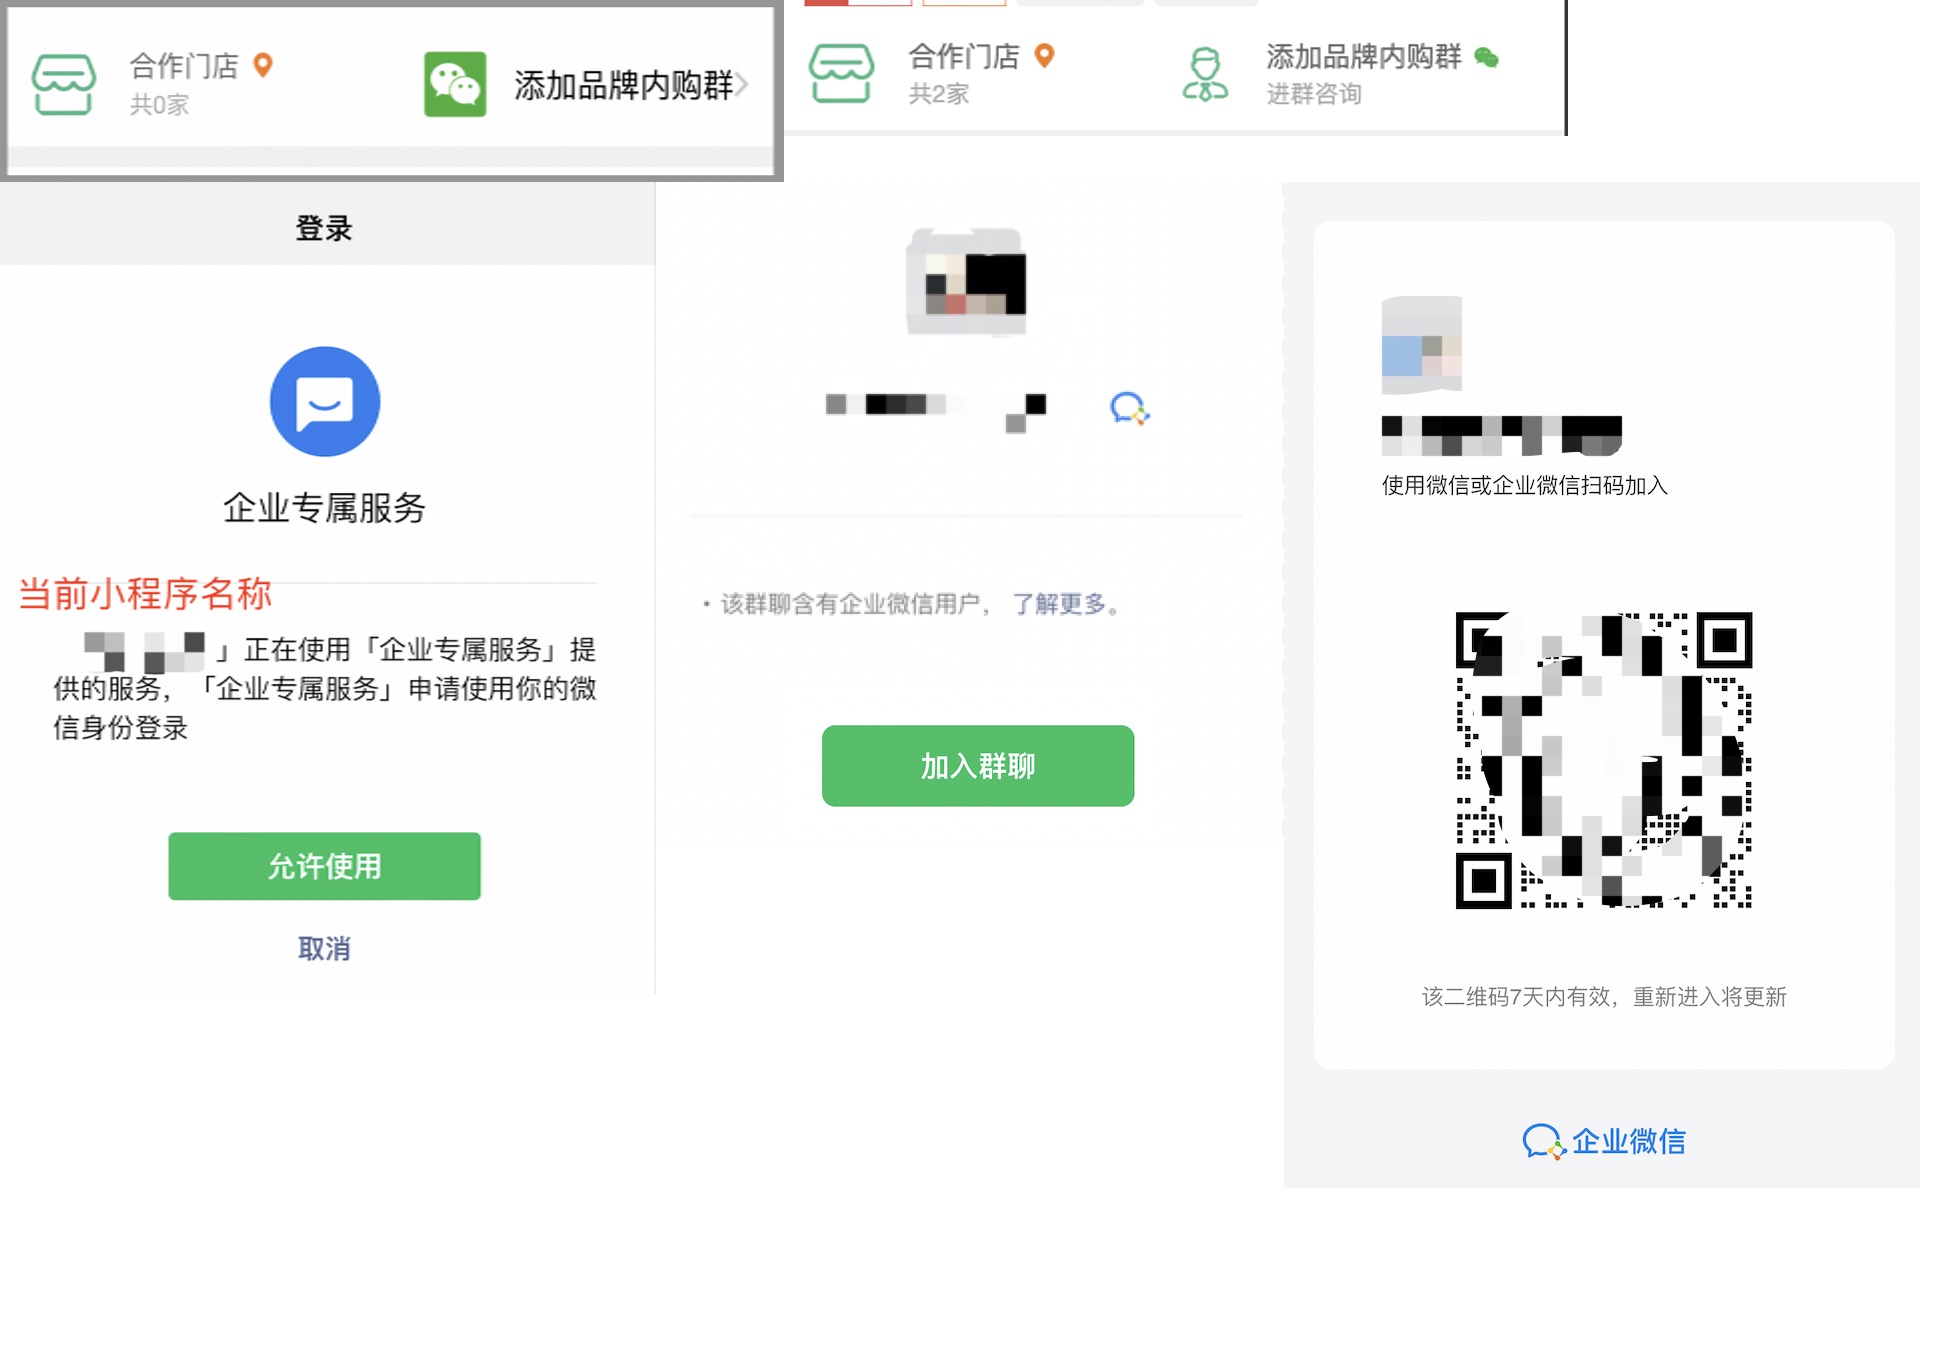 合作门店
共0家
添加品牌内购群
合作门店
共2家
添加品牌内购群
进群咨询
登录
企业专属服务
当前小程序名称
」正在使用「企业专属服务」提
供的服务，「企业专属服务」申请使用你的微
信身份登录
允许使用
取消
• 该群聊含有企业微信用户，了解更多。
加入群聊
使用微信或企业微信扫码加入
该二维码7天内有效，重新进入将更新
企业微信